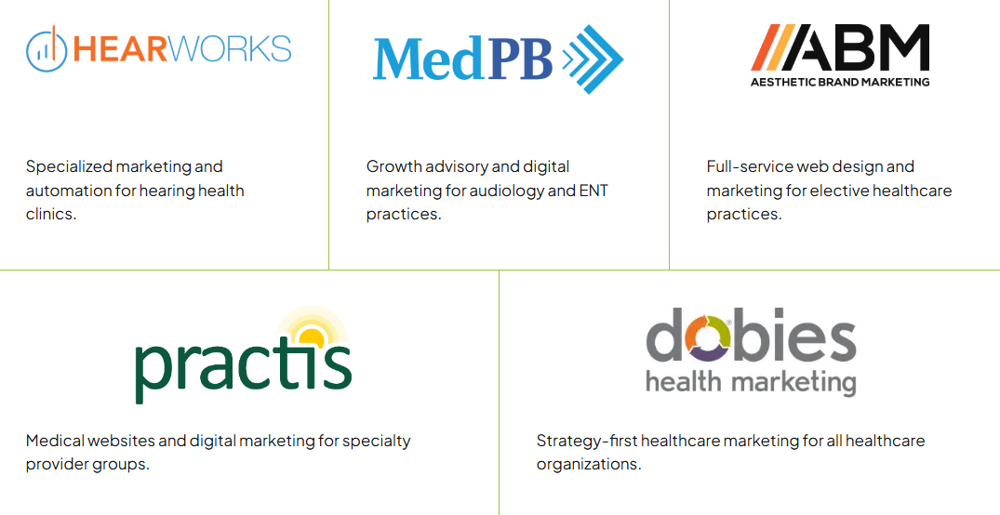 HEARWORKS
Specialized marketing and
automation for hearing health
clinics.
MedPB
Growth advisory and digital
marketing for audiology and ENT
practices.
ABM
AESTHETIC BRAND MARKETING
Full-service web design and
marketing for elective healthcare
practices.
practis
Medical websites and digital marketing for specialty
provider groups.
dobies®
health marketing
Strategy-first healthcare marketing for all healthcare
organizations.